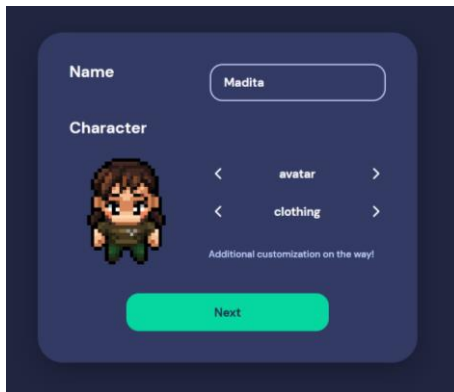 Name
Madita
Character
avatar
clothing
Additional customization on the way!
Next